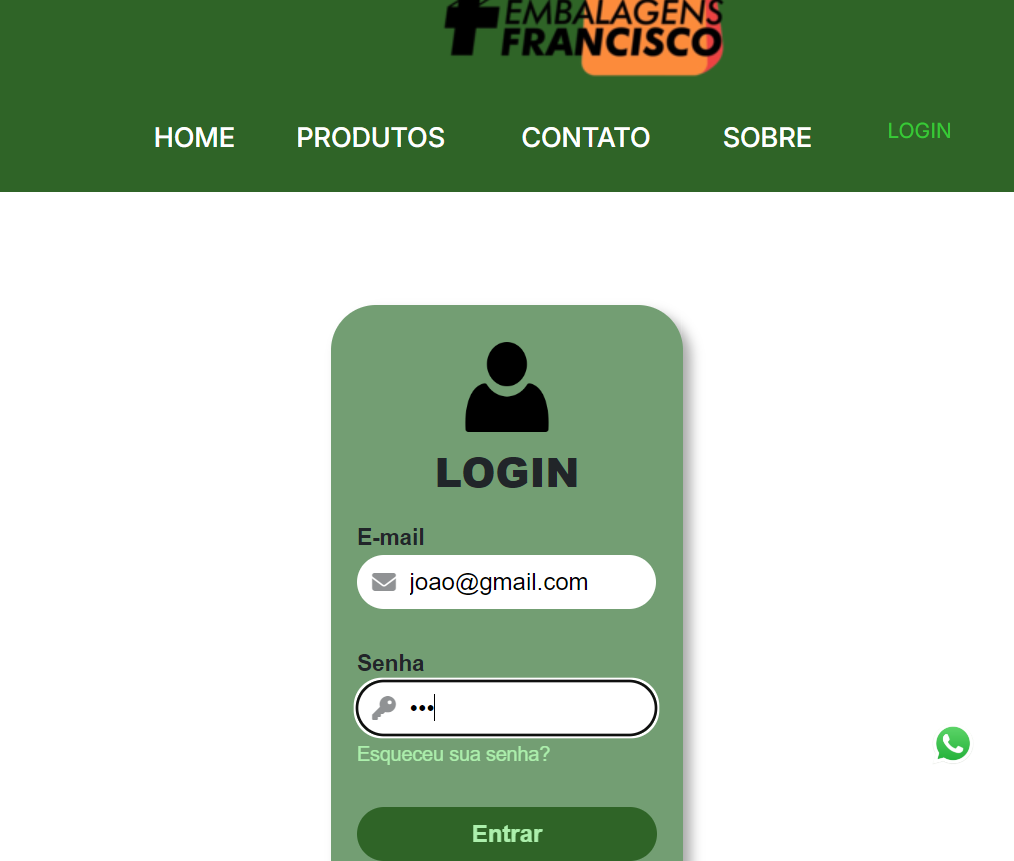 EMBALAGENS
FRANCISCO
HOME PRODUTOS CONTATO SOBRE LOGIN
LOGIN
E-mail
joao@gmail.com
Senha
•••
Esqueceu sua senha?
Entrar